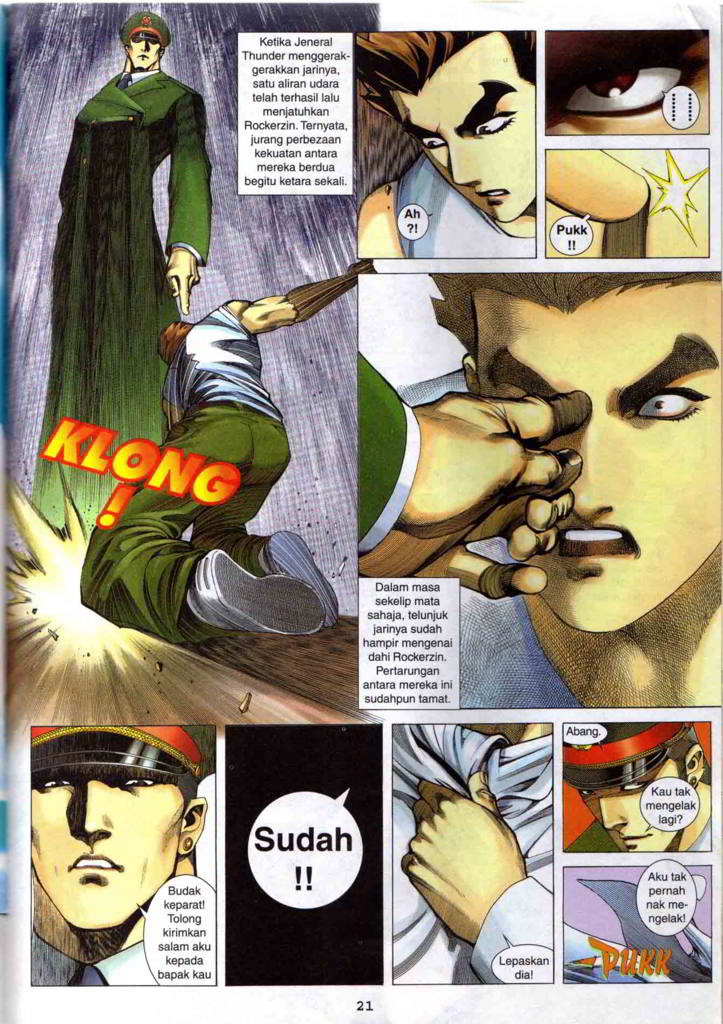 Ketika Jeneral
Thunder menggerak-
gerakkan jarinya,
satu aliran udara
telah terhasil lalu
menjatuhkan
Rockerzin. Ternyata,
jurang perbezaan
kekuatan antara
mereka berdua
begitu ketara sekali.
Ah
?!
!!
Pukk
!!
KLONG
!
Dalam masa
sekelip mata
sahaja, telunjuk
jarinya sudah
hampir mengenai
dahi Rockerzin.
Pertarungan
antara mereka ini
sudahpun tamat.
Budak
keparat!
Tolong
kirimkan
salam aku
kepada
bapak kau
Sudah
!!
Lepaskan
dia!
Abang.
Kau tak
mengelak
lagi?
Aku tak
pernah
nak me-
ngelak!
PUKK
21